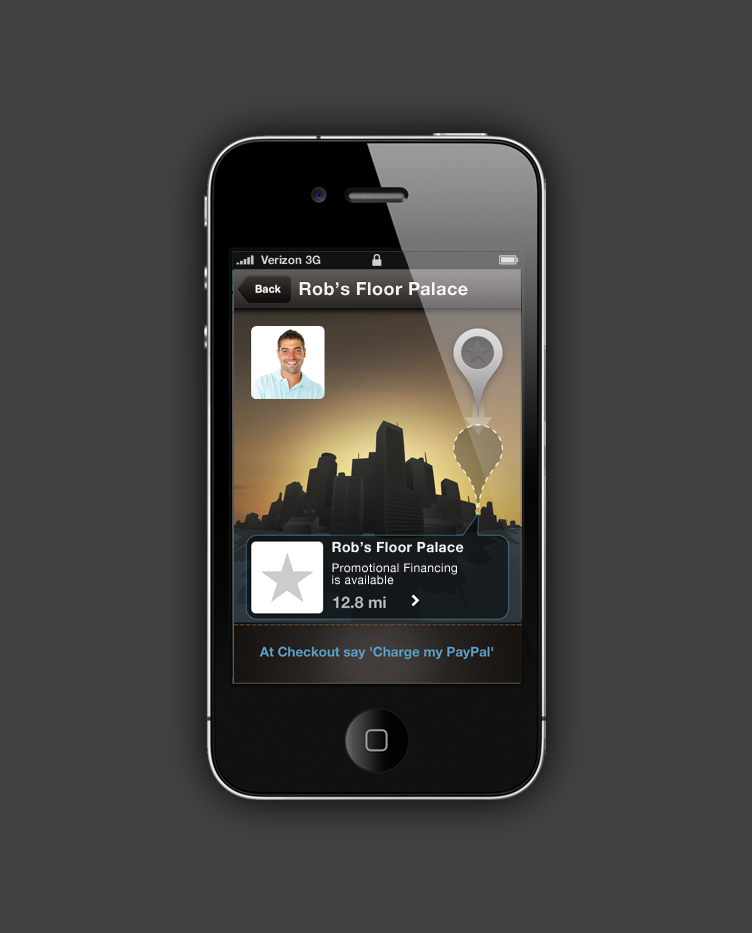 Verizon 3G
Back Rob's Floor Palace
Rob's Floor Palace
Promotional Financing
is available
12.8 mi
At Checkout say 'Charge my PayPal'